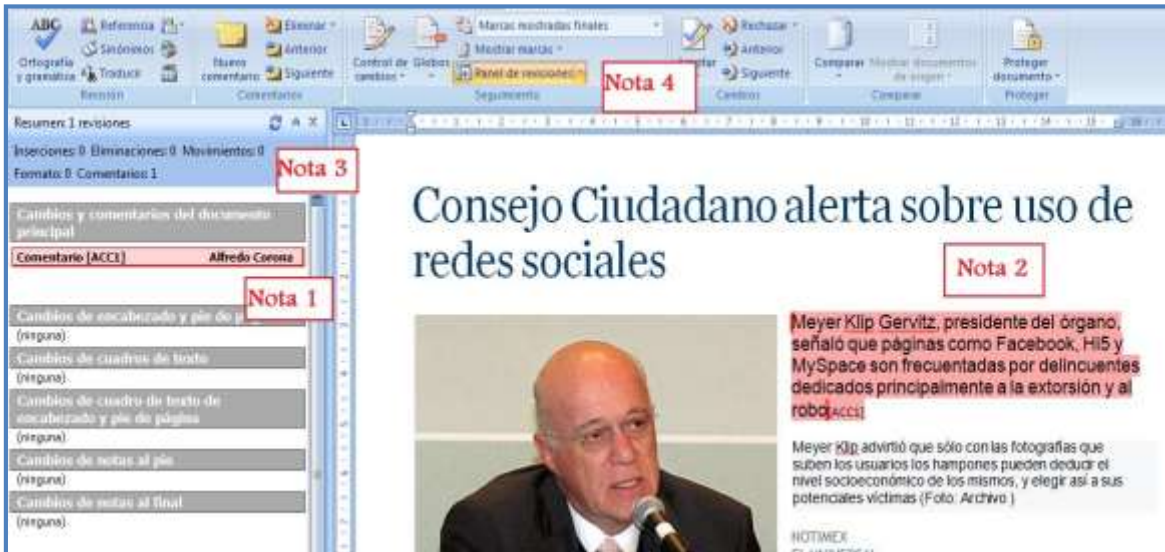 ABC
Referencia
Sinónimos
Traducir
Ortografía
y gramática
Revisión
Nuevo
comentario
Eliminar
Anterior
Siguiente
Comentarios
Control de
cambios
Globos
Marcas mostradas finales
Mostrar marcas
Panel de revisiones
Seguimiento
Nota 4
Rechazar
Anterior
Siguiente
Cambios
Comparar
Mostrar documentos
de origen
Comparar
Proteger
documento
Proteger
Resumen: 1 revisiones
Inserciones: 0 Eliminaciones: 0 Movimientos: 0
Formato: 0 Comentarios: 1
Nota 3
Cambios y comentarios del documento
principal
Comentario [ACC1] Alfredo Corona
Nota 1
Cambios de encabezado y pie de
(ninguna)
Cambios de cuadros de texto
(ninguna)
Cambios de cuadro de texto de
encabezado y pie de página
(ninguna)
Cambios de notas al pie
(ninguna)
Cambios de notas al final
(ninguna)
Consejo Ciudadano alerta sobre uso de
redes sociales
Nota 2
Meyer Klip Gervitz, presidente del órgano,
señaló que páginas como Facebook, Hi5 y
MySpace son frecuentadas por delincuentes
dedicados principalmente a la extorsión y al
robo[ACC1]
Meyer Klip advirtió que sólo con las fotografías que
suben los usuarios los hampones pueden deducir el
nivel socioeconómico de los mismos, y elegir así a sus
potenciales víctimas (Foto: Archivo )
NOTIMEX